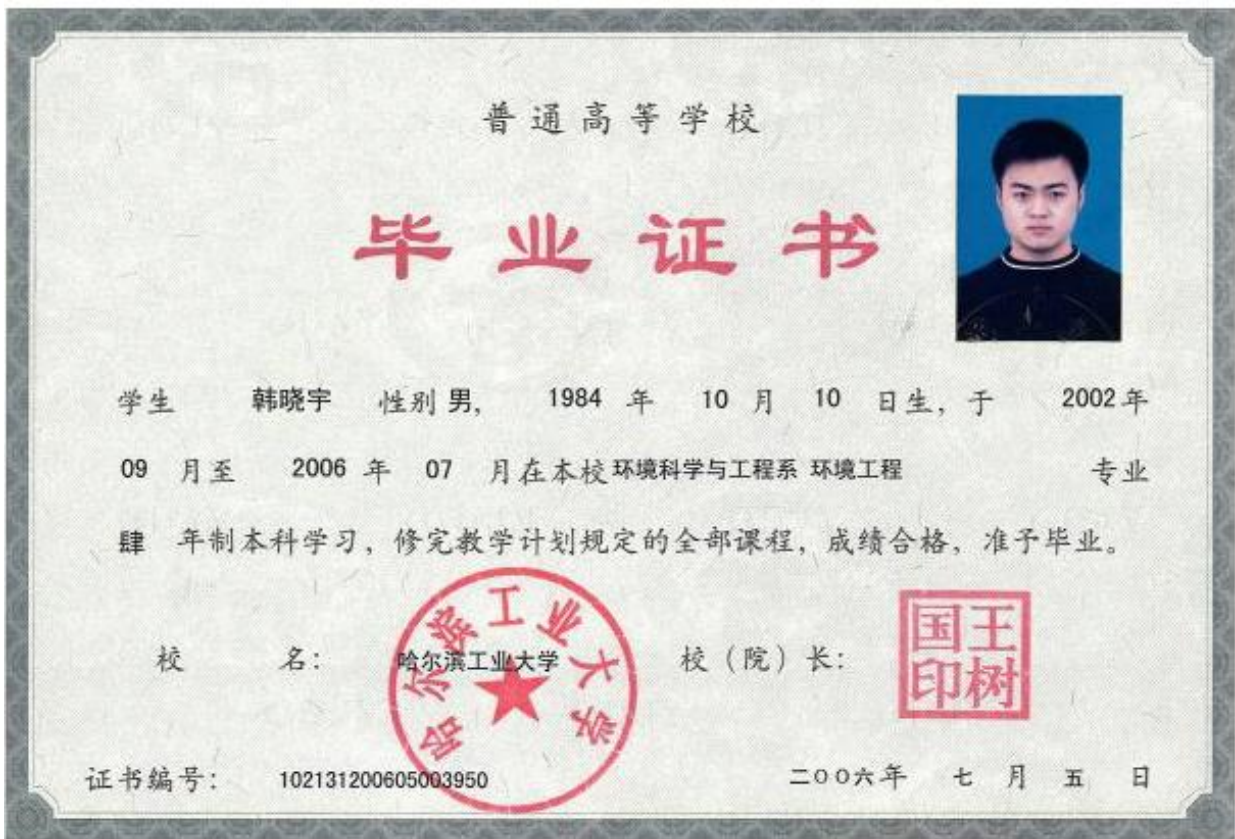 普通高等学校
毕业证书
学生 韩晓宇 性别 男, 1984 年 10 月 10 日生, 于 2002 年
09 月至 2006 年 07 月在本校 环境科学与工程系 环境工程 专业
肆 年制本科学习, 修完教学计划规定的全部课程, 成绩合格, 准予毕业。
校 名: 哈尔滨工业大学 校（院）长:
哈尔滨工业大学
王树国印
证书编号: 102131200605003950 二〇〇六年 七 月 五 日